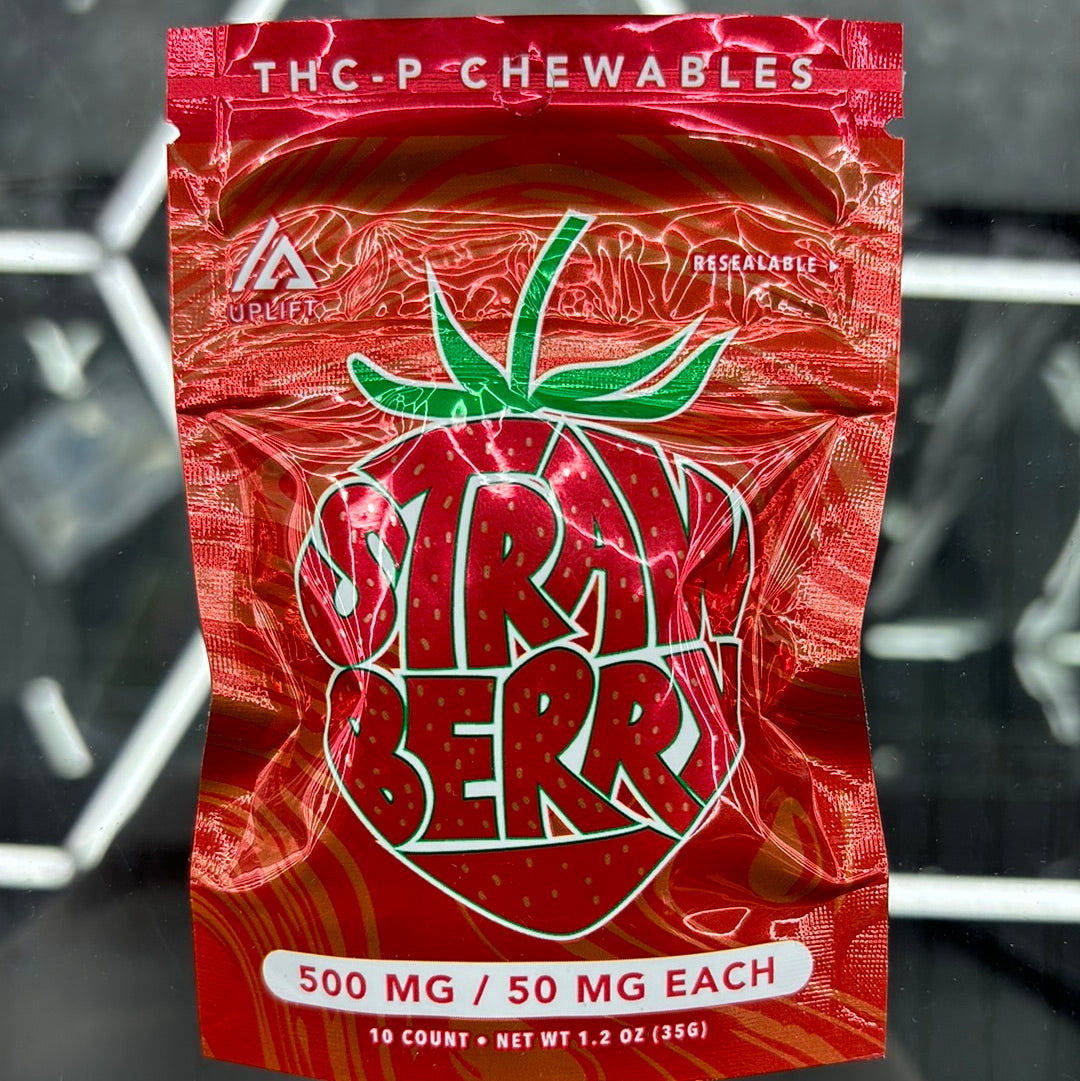 THC-P CHEWABLES
UPLIFT
RESEALABLE
STRAW
BERRY
500 MG / 50 MG EACH
10 COUNT • NET WT 1.2 OZ (35G)